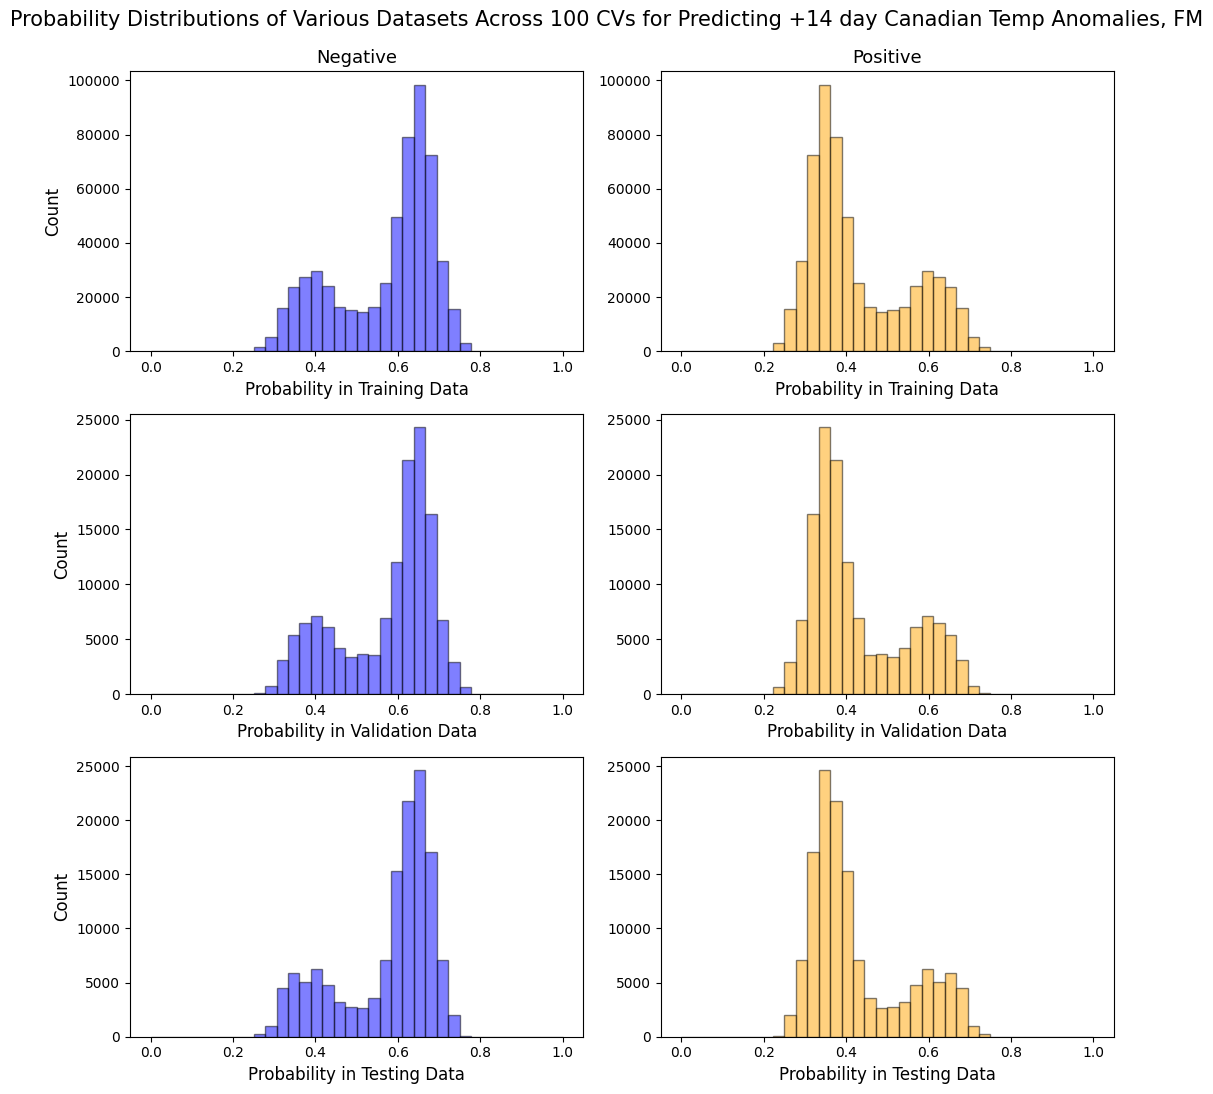 Probability Distributions of Various Datasets Across 100 CVs for Predicting +14 day Canadian Temp Anomalies, FM
Negative
Positive
100000
80000
60000
40000
20000
0
Count
0.0 0.2 0.4 0.6 0.8 1.0
Probability in Training Data
100000
80000
60000
40000
20000
0
0.0 0.2 0.4 0.6 0.8 1.0
Probability in Training Data
25000
20000
15000
10000
5000
0
Count
0.0 0.2 0.4 0.6 0.8 1.0
Probability in Validation Data
25000
20000
15000
10000
5000
0
0.0 0.2 0.4 0.6 0.8 1.0
Probability in Validation Data
25000
20000
15000
10000
5000
0
Count
0.0 0.2 0.4 0.6 0.8 1.0
Probability in Testing Data
25000
20000
15000
10000
5000
0
0.0 0.2 0.4 0.6 0.8 1.0
Probability in Testing Data